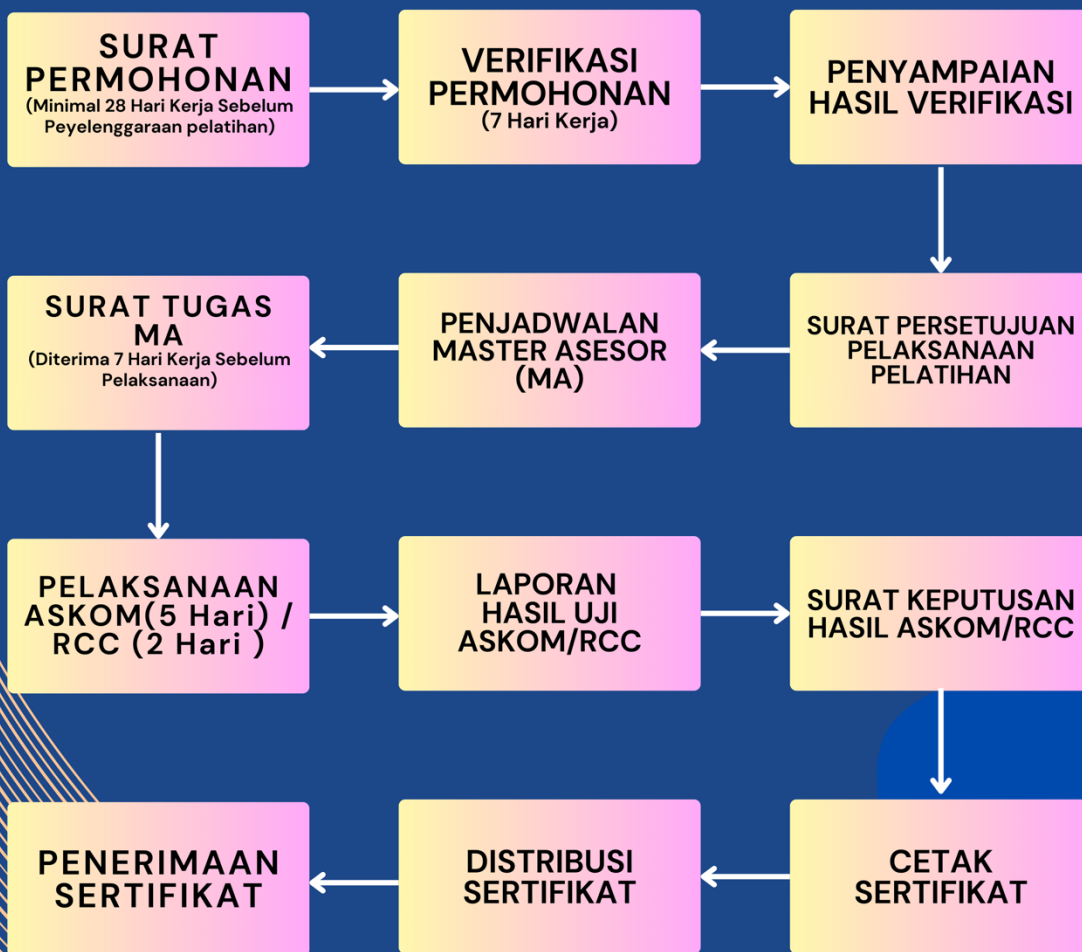 SURAT
PERMOHONAN
(Minimal 28 Hari Kerja Sebelum
Peyelenggaraan pelatihan)
VERIFIKASI
PERMOHONAN
(7 Hari Kerja)
PENYAMPAIAN
HASIL VERIFIKASI
SURAT PERSETUJUAN
PELAKSANAAN
PELATIHAN
PENJADWALAN
MASTER ASESOR
(MA)
SURAT TUGAS
MA
(Diterima 7 Hari Kerja Sebelum
Pelaksanaan)
PELAKSANAAN
ASKOM(5 Hari) /
RCC (2 Hari )
LAPORAN
HASIL UJI
ASKOM/RCC
SURAT KEPUTUSAN
HASIL ASKOM/RCC
CETAK
SERTIFIKAT
DISTRIBUSI
SERTIFIKAT
PENERIMAAN
SERTIFIKAT